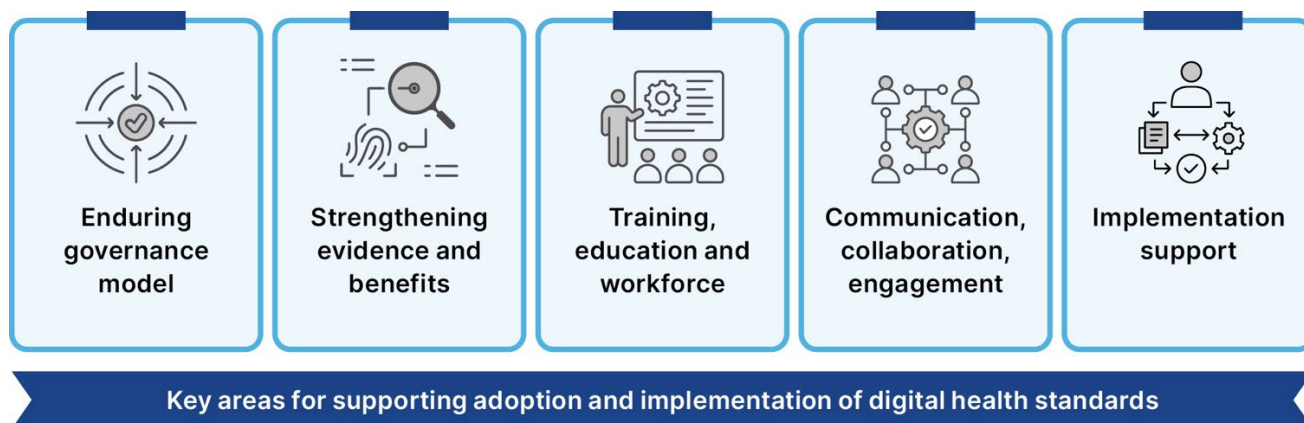 Enduring
governance
model
Strengthening
evidence and
benefits
Training,
education and
workforce
Communication,
collaboration,
engagement
Implementation
support
Key areas for supporting adoption and implementation of digital health standards